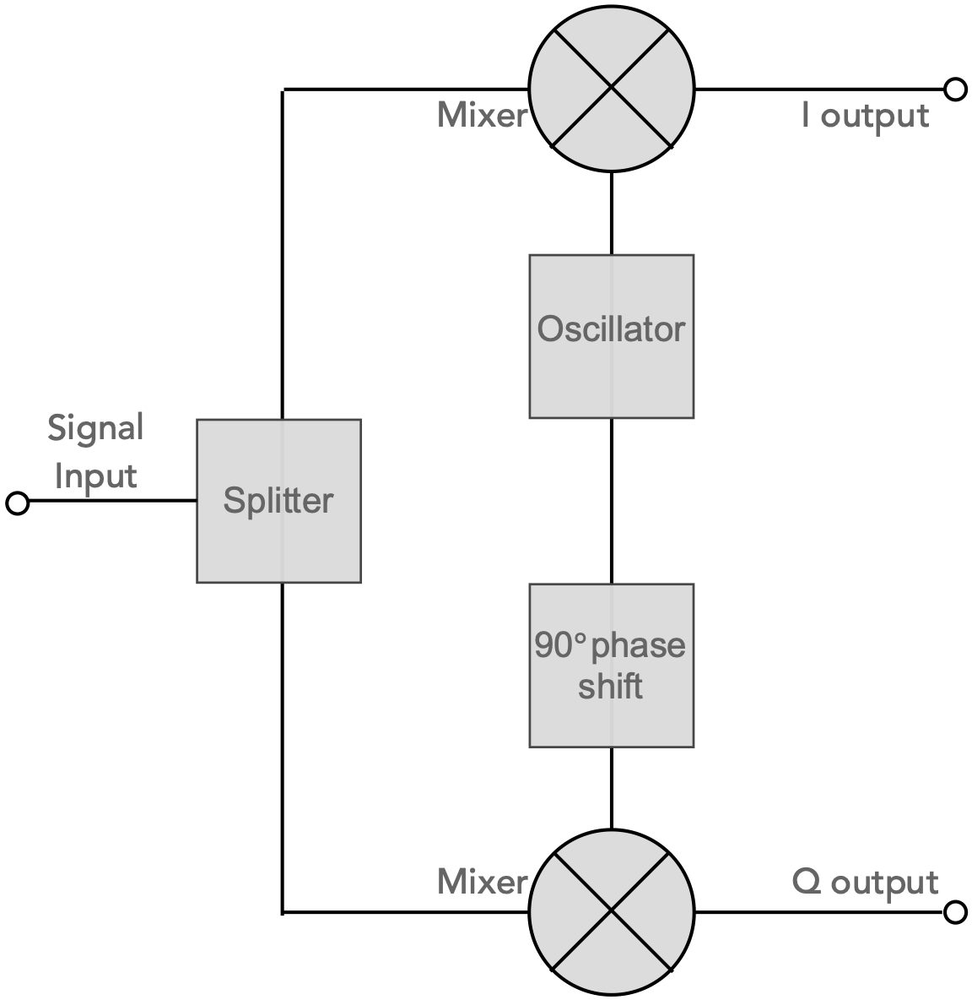 Mixer
I output
Oscillator
Signal
Input
Splitter
90° phase
shift
Mixer
Q output